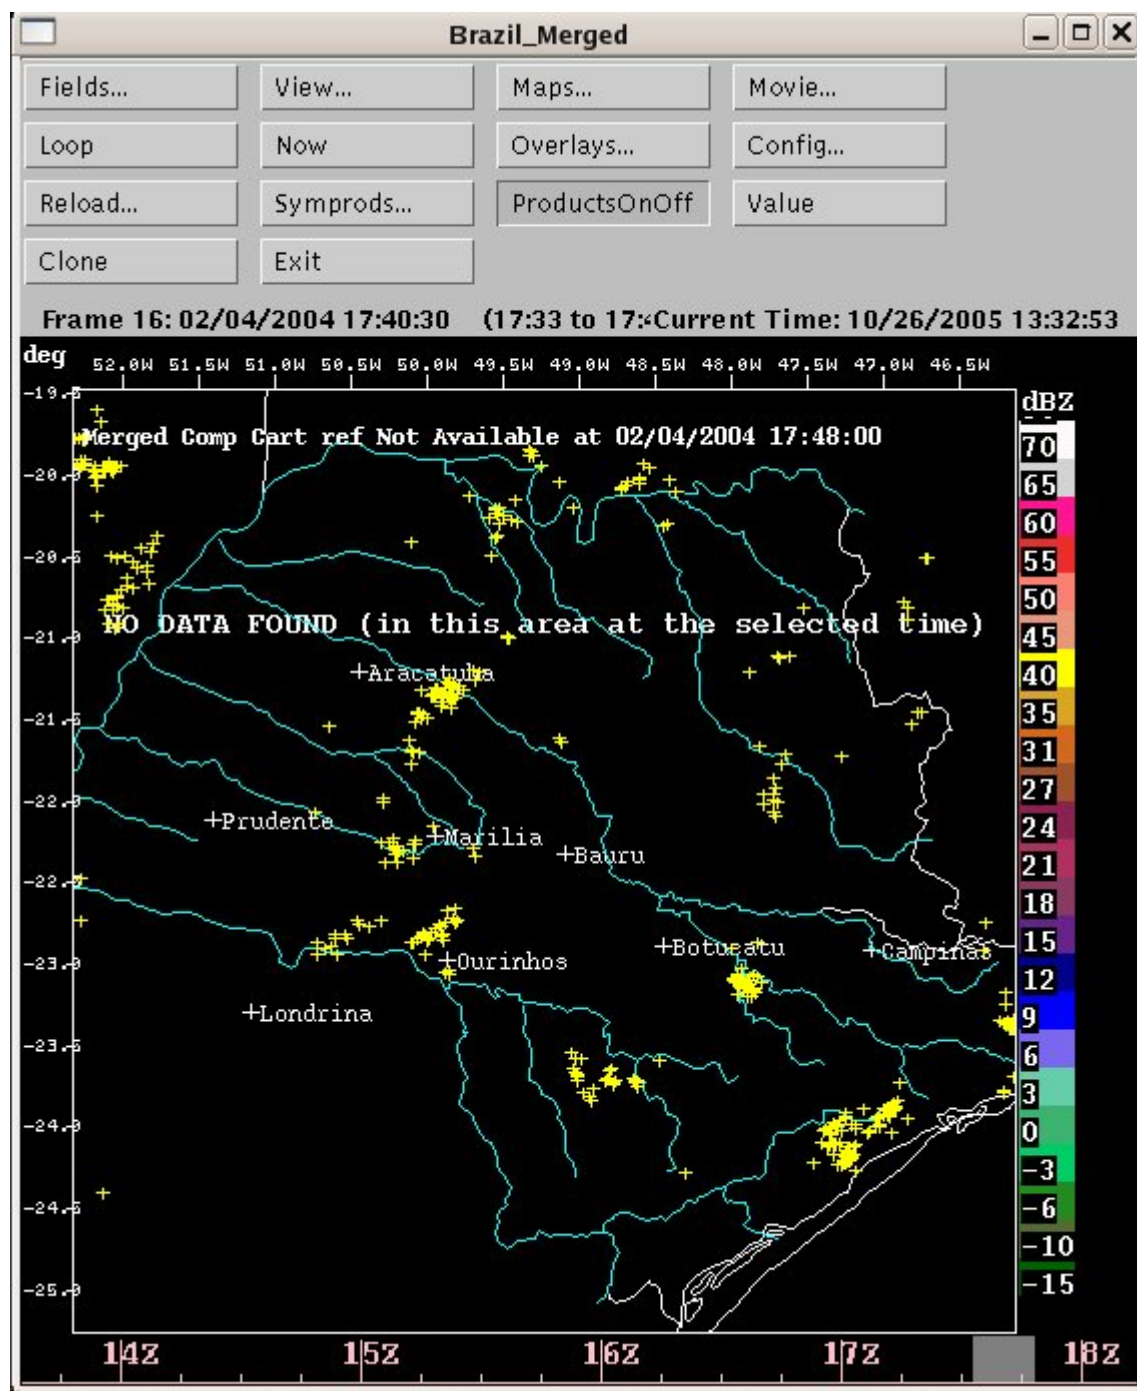 Brazil_Merged
Fields... View... Maps... Movie...
Loop Now Overlays... Config...
Reload... Symprods... ProductsOnOff Value
Clone Exit
Frame 16: 02/04/2004 17:40:30 (17:33 to 17: Current Time: 10/26/2005 13:32:53
deg 52.0W 51.5W 51.0W 50.5W 50.0W 49.5W 49.0W 48.5W 48.0W 47.5W 47.0W 46.5W
-19.5
dBZ
Merged Comp Cart ref Not Available at 02/04/2004 17:48:00
70
-20.0
65
60
-20.5
55
50
NO DATA FOUND (in this area at the selected time)
-21.0
45
Aracatuba
40
-21.5
35
31
27
-22.0
Prudente
24
Marilia
Bauru
21
-22.5
18
15
Botucatu
Campinas
-23.0
Ourinhos
12
Londrina
9
-23.5
6
3
-24.0
0
-3
-24.5
-6
-10
-25.0
-15
14Z 15Z 16Z 17Z 18Z